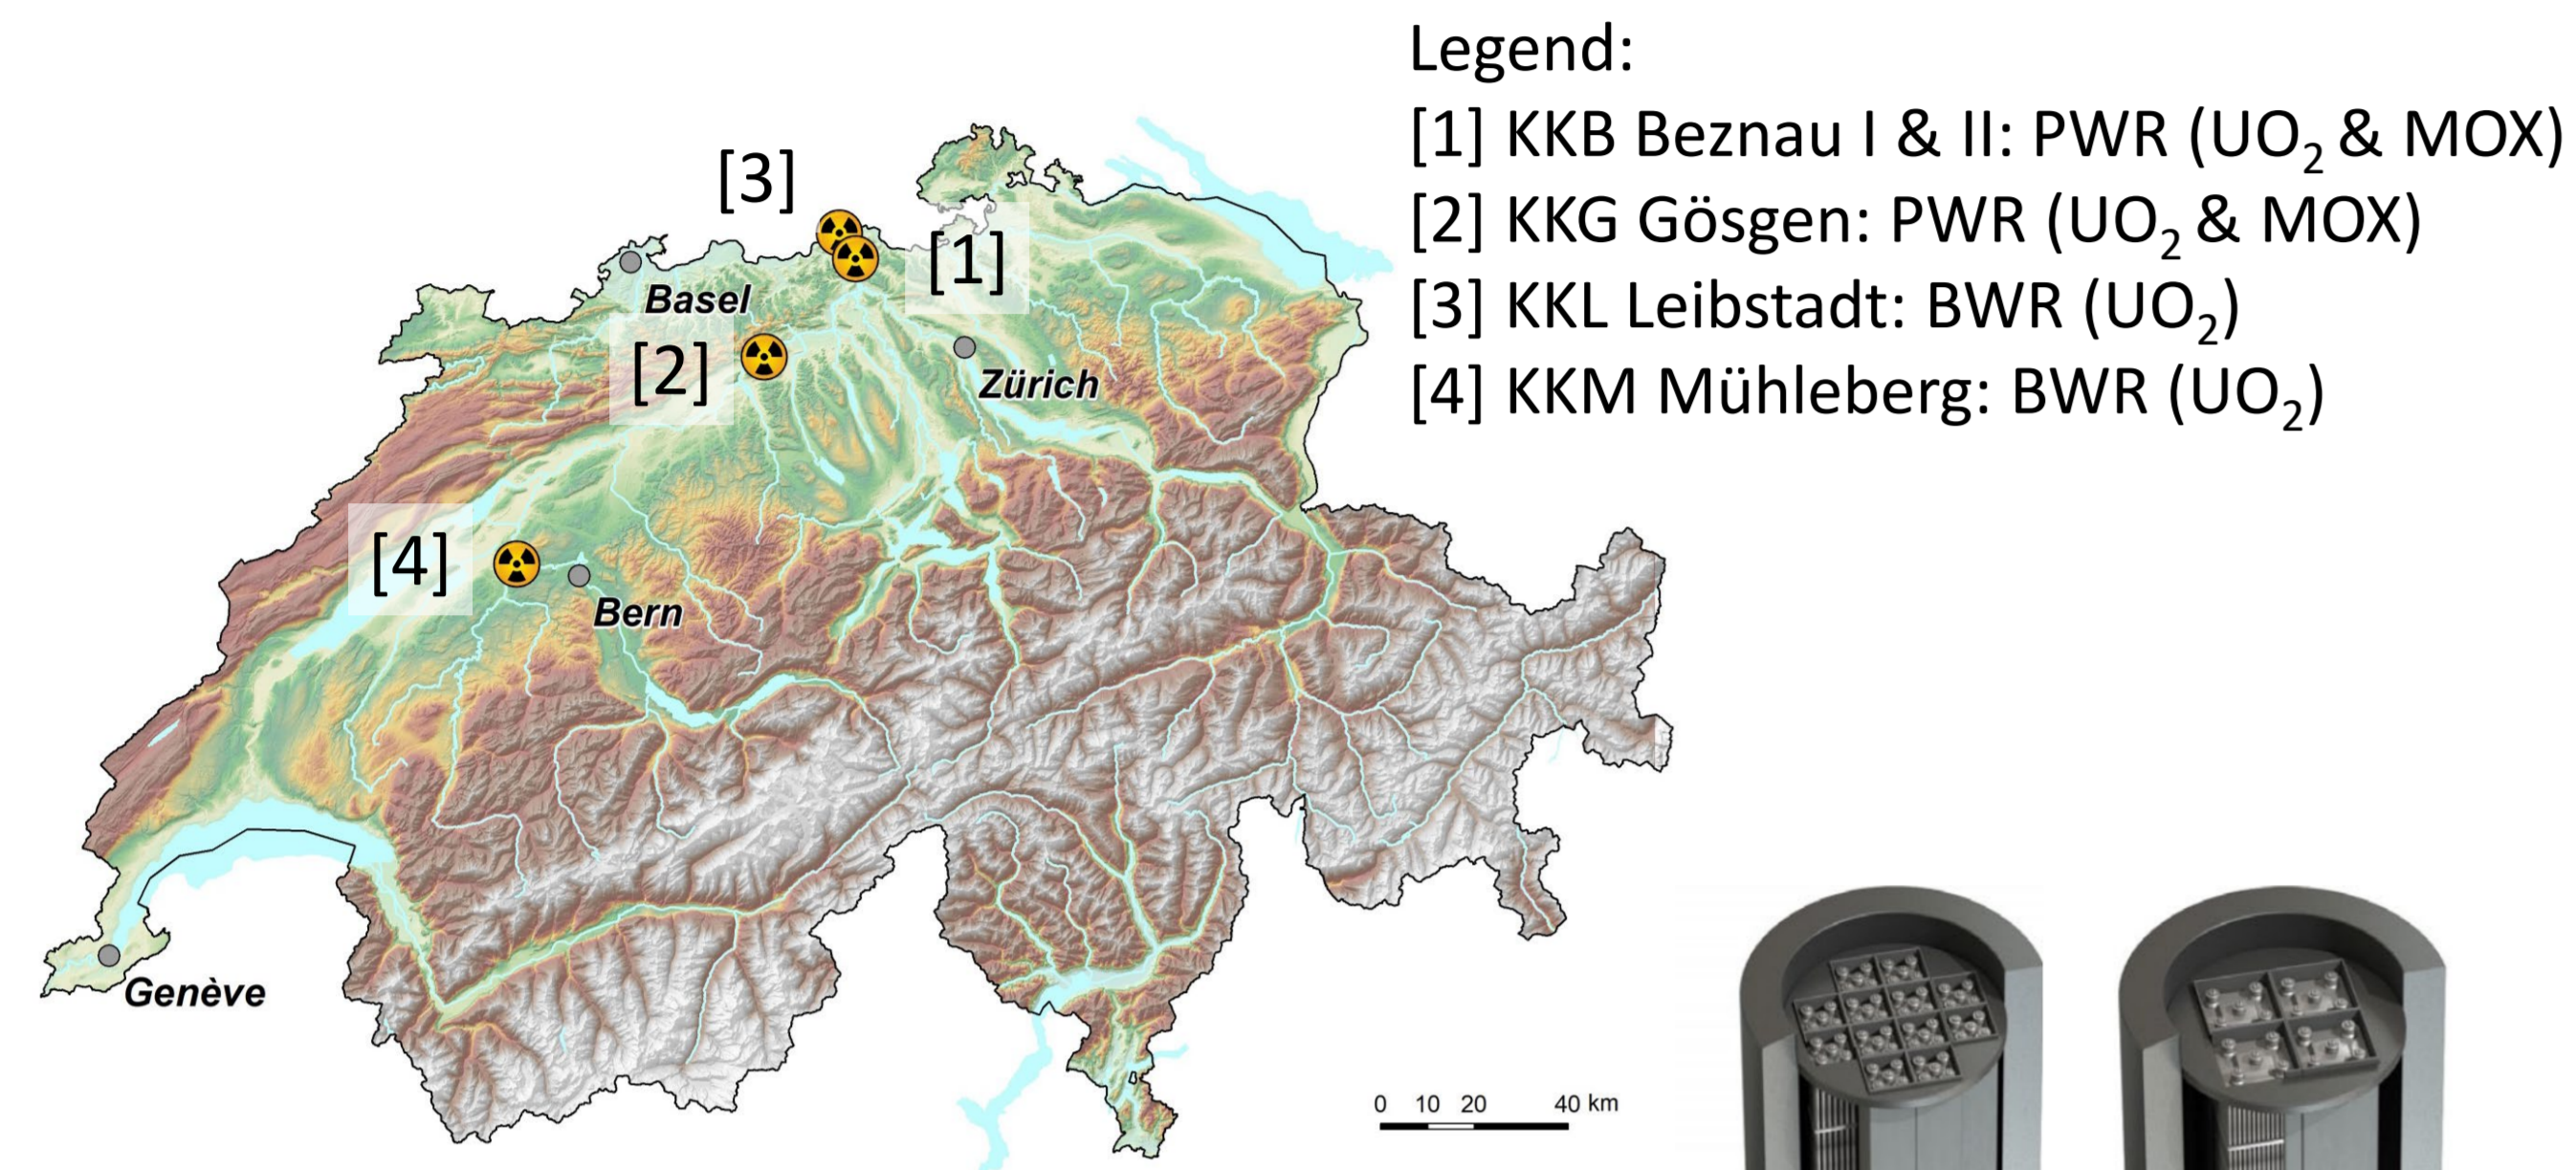 Legend:
[1] KKB Beznau I & II: PWR (UO₂ & MOX)
[2] KKG Gösgen: PWR (UO₂ & MOX)
[3] KKL Leibstadt: BWR (UO₂)
[4] KKM Mühleberg: BWR (UO₂)
[3]
[1]
Basel
[2]
Zürich
[4]
Bern
Genève
0 10 20 40 km